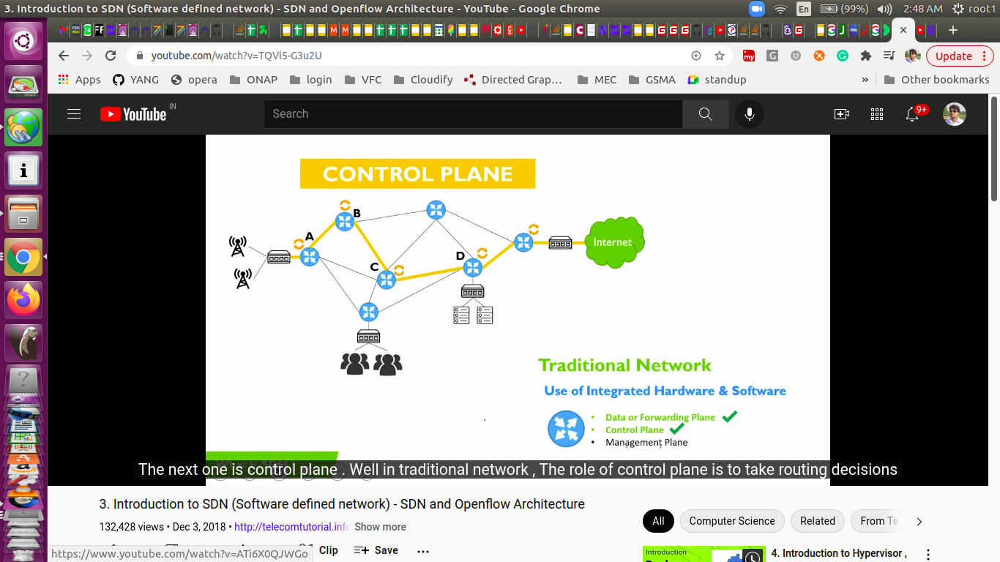 3. Introduction to SDN (Software defined network) - SDN and Openflow Architecture - YouTube - Google Chrome
En (99%) 2:48 AM root1
youtube.com/watch?v=TQVl5-G3u2U
Update
Apps YANG opera ONAP login VFC Cloudify Directed Grap... MEC GSMA standup » Other bookmarks
YouTube IN
Search
9+
CONTROL PLANE
B
A
C
D
Internet
Traditional Network
Use of Integrated Hardware & Software
• Data or Forwarding Plane
• Control Plane
• Management Plane
The next one is control plane . Well in traditional network , The role of control plane is to take routing decisions
3. Introduction to SDN (Software defined network) - SDN and Openflow Architecture
132,428 views • Dec 3, 2018 • http://telecomtutorial.info Show more
Clip Save
All Computer Science Related From Te
Introduction
4. Introduction to Hypervisor ,
https://www.youtube.com/watch?v=ATi6X0QJWGo